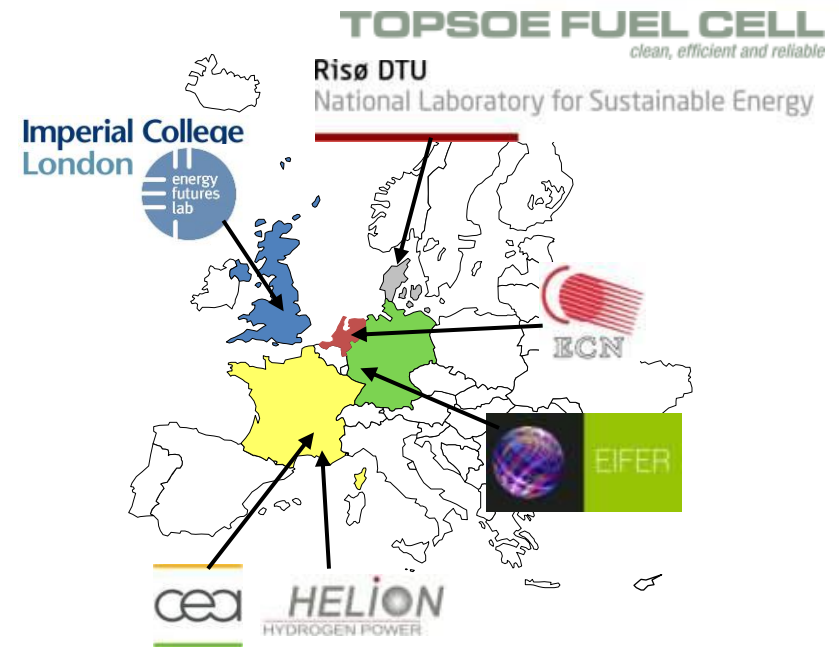 TOPSOE FUEL CELL
clean, efficient and reliable
Risø DTU
National Laboratory for Sustainable Energy
Imperial College
London
energy
futures
lab
ECN
EIFER
cea
HELION
HYDROGEN POWER